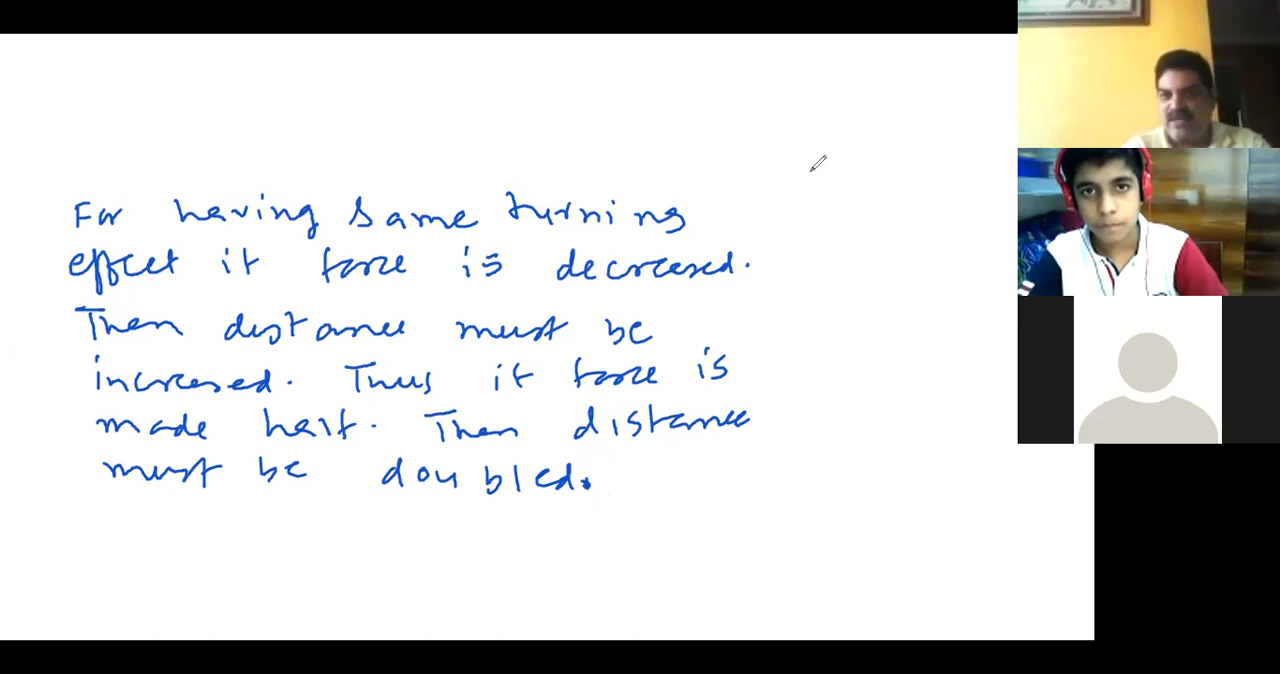 For having same turning
effect if force is decreased.
Then distance must be
increased. Thus if force is
made half. Then distance
must be doubled.